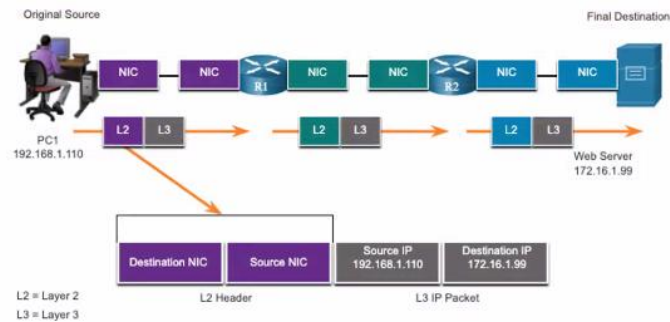 Original Source
Final Destination
NIC
NIC
R1
NIC
NIC
R2
NIC
NIC
PC1
192.168.1.110
L2
L3
L2
L3
L2
L3
Web Server
172.16.1.99
Destination NIC
Source NIC
Source IP
192.168.1.110
Destination IP
172.16.1.99
L2 = Layer 2
L3 = Layer 3
L2 Header
L3 IP Packet